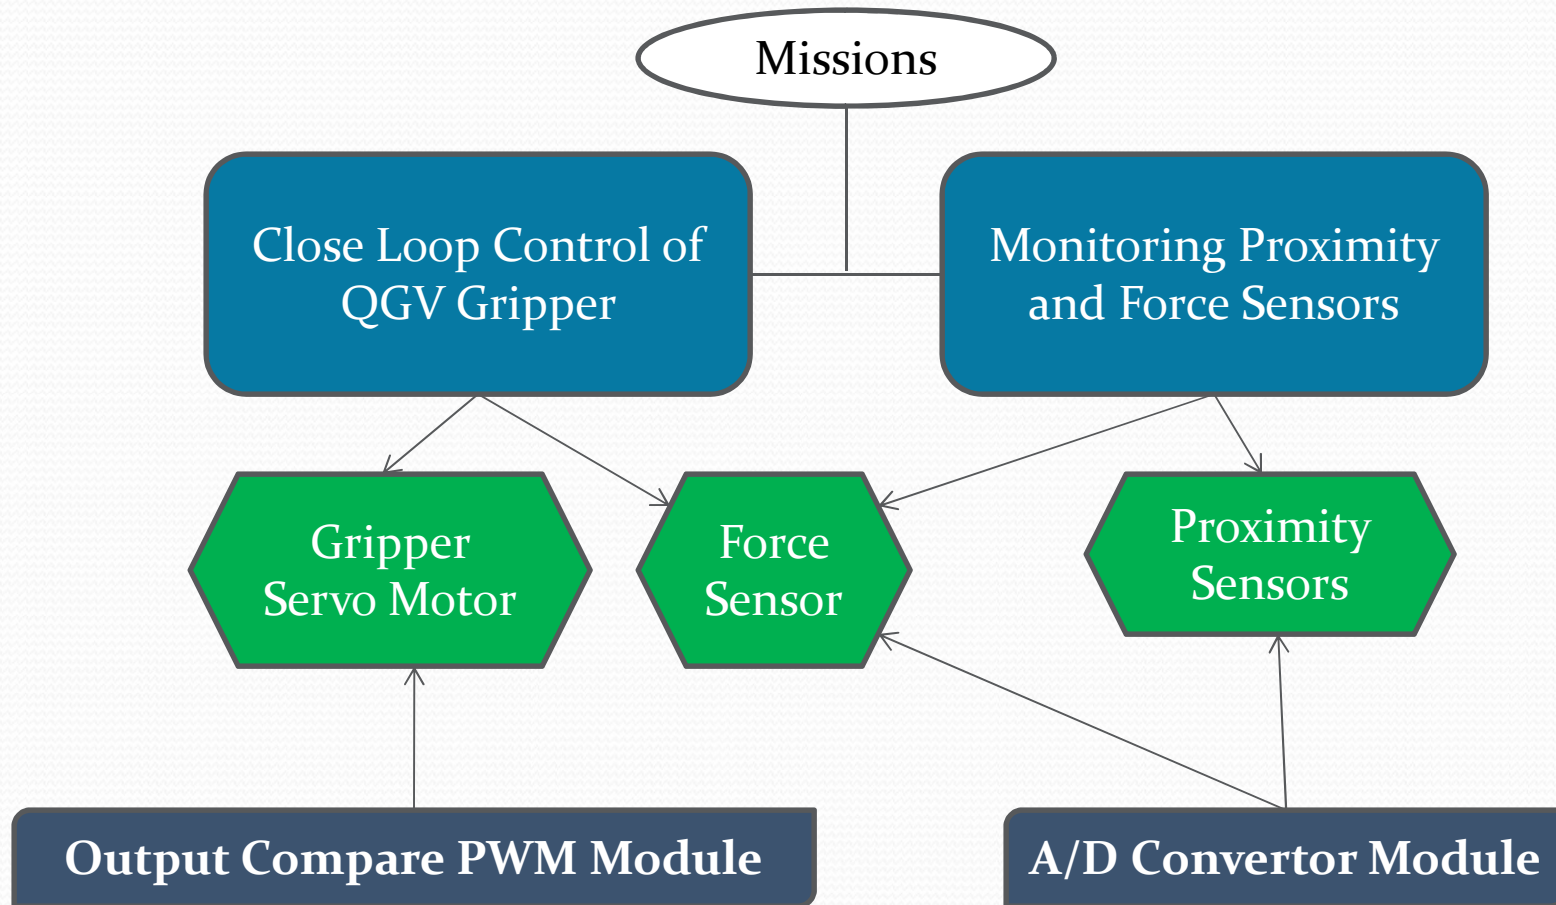 Missions
Close Loop Control of
QGV Gripper
Monitoring Proximity
and Force Sensors
Gripper
Servo Motor
Force
Sensor
Proximity
Sensors
Output Compare PWM Module
A/D Convertor Module